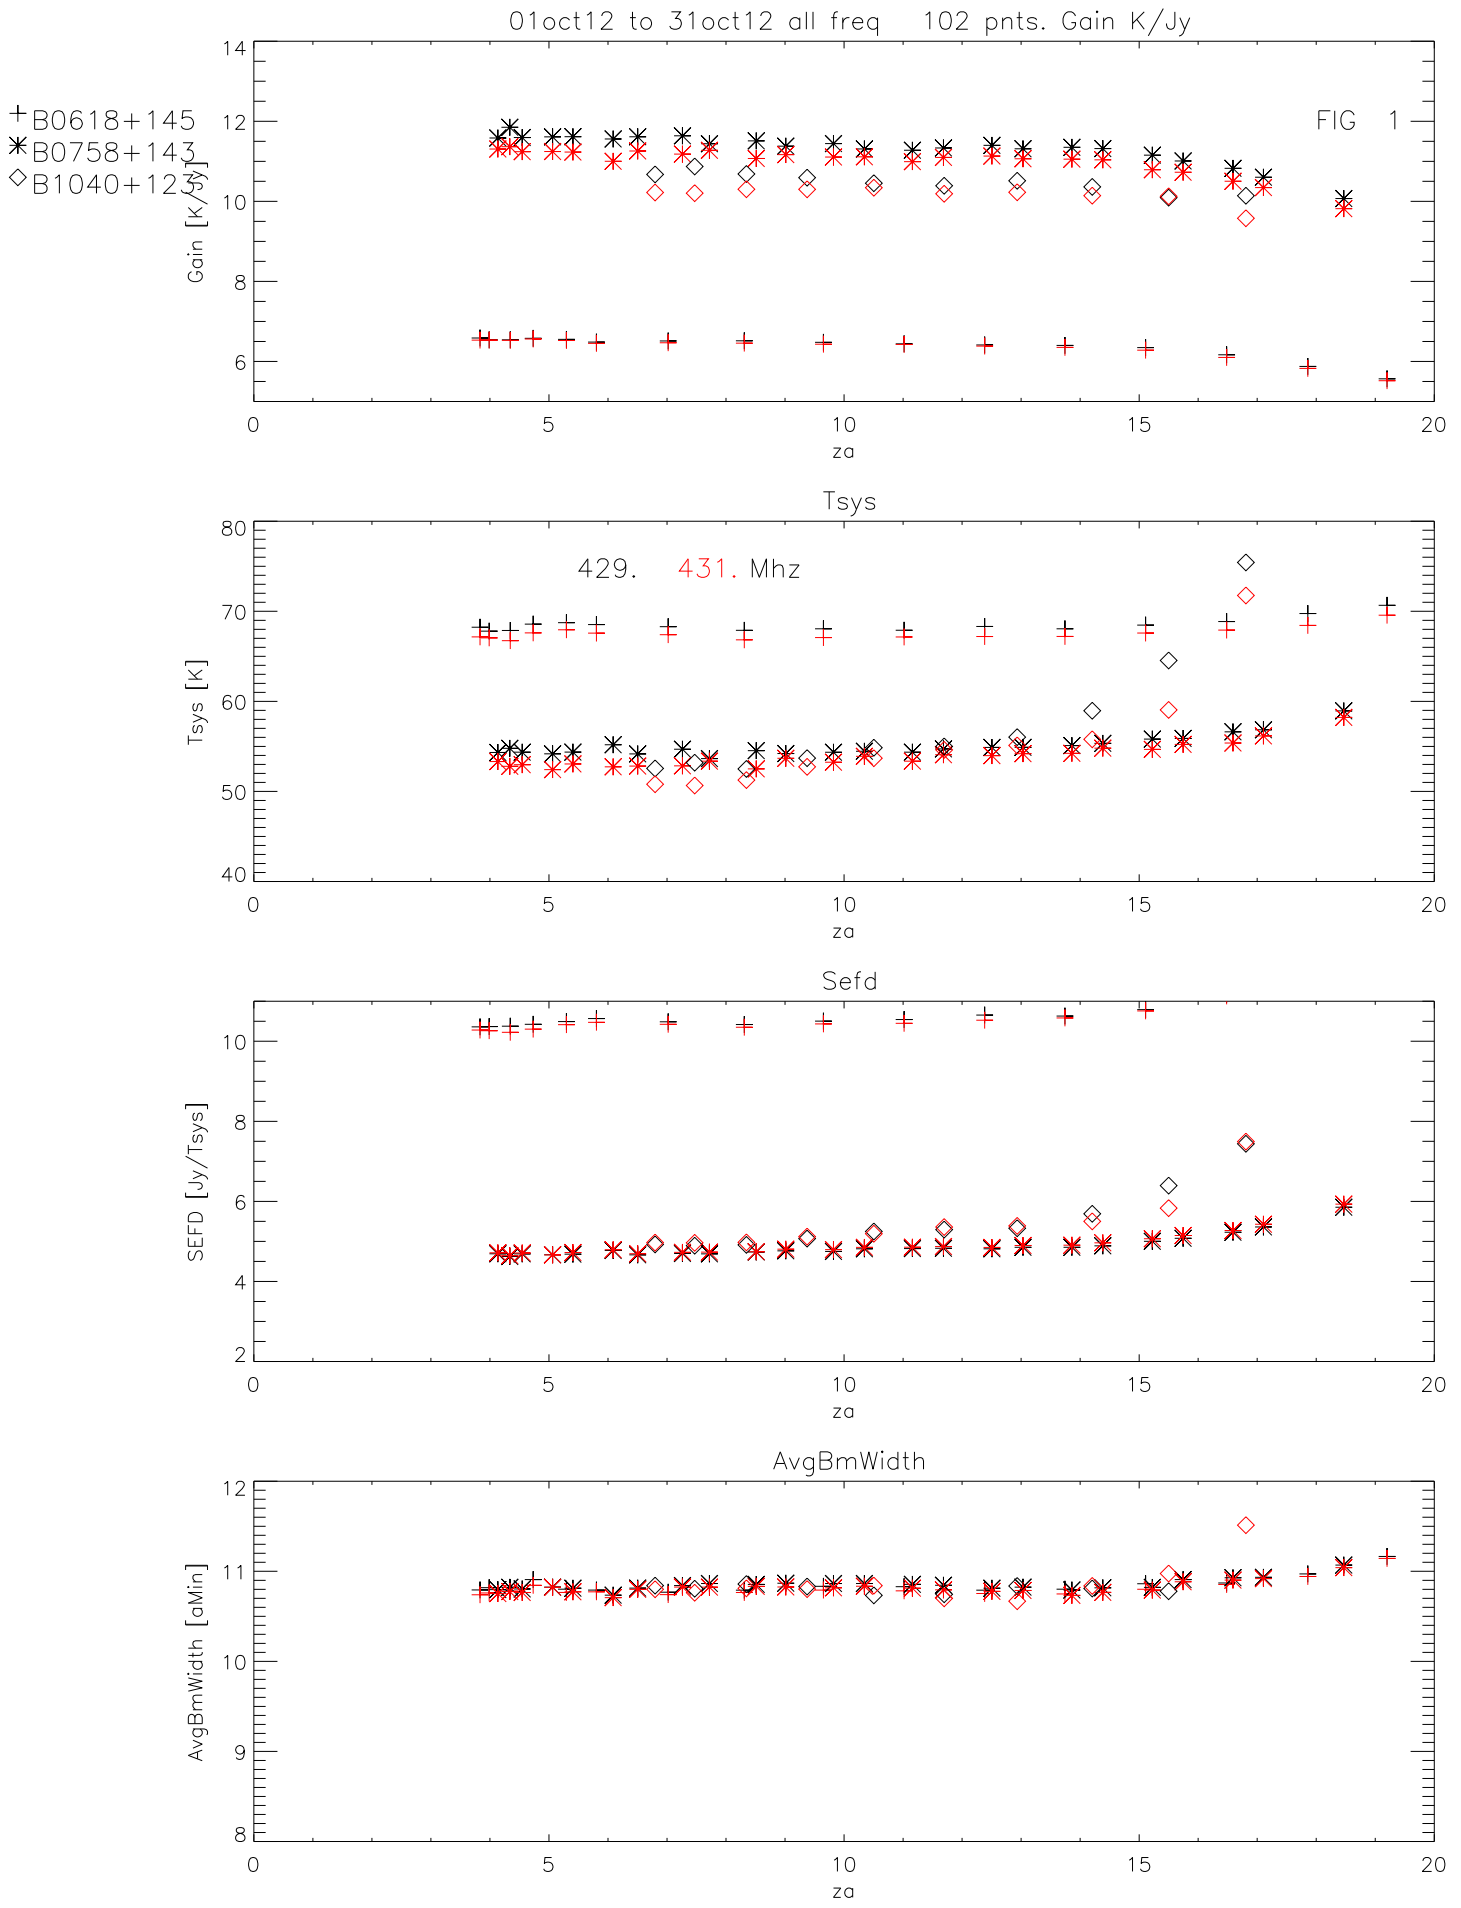 01oct12 to 31oct12 all freq 102 pnts. Gain K/Jy
B0618+145
B0758+143
B1040+123
FIG 1
Gain [K/Jy]
14
12
10
8
6
0 5 10 15 20
za
Tsys
429. 431. Mhz
Tsys [K]
80
70
60
50
40
0 5 10 15 20
za
Sefd
SEFD [Jy/Tsys]
10
8
6
4
2
0 5 10 15 20
za
AvgBmWidth
AvgBmWidth [aMin]
12
11
10
9
8
0 5 10 15 20
za